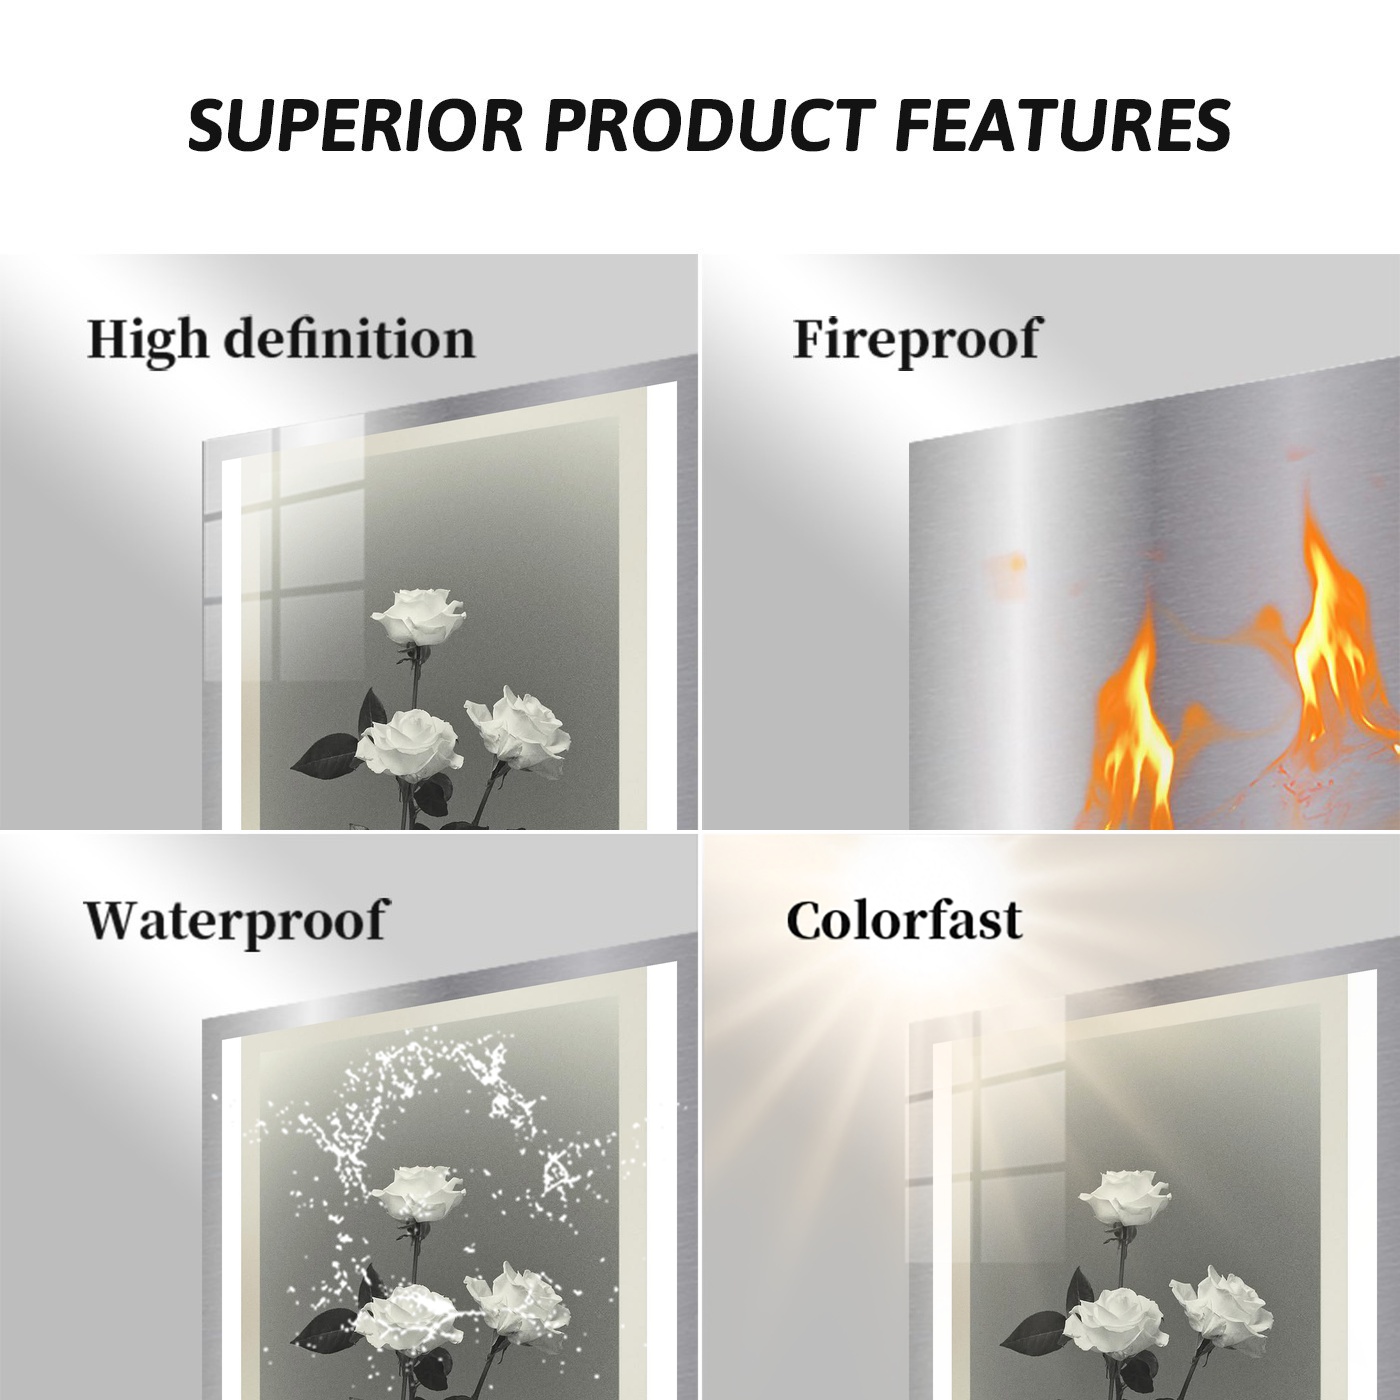 SUPERIOR PRODUCT FEATURES
High definition
Fireproof
Waterproof
Colorfast